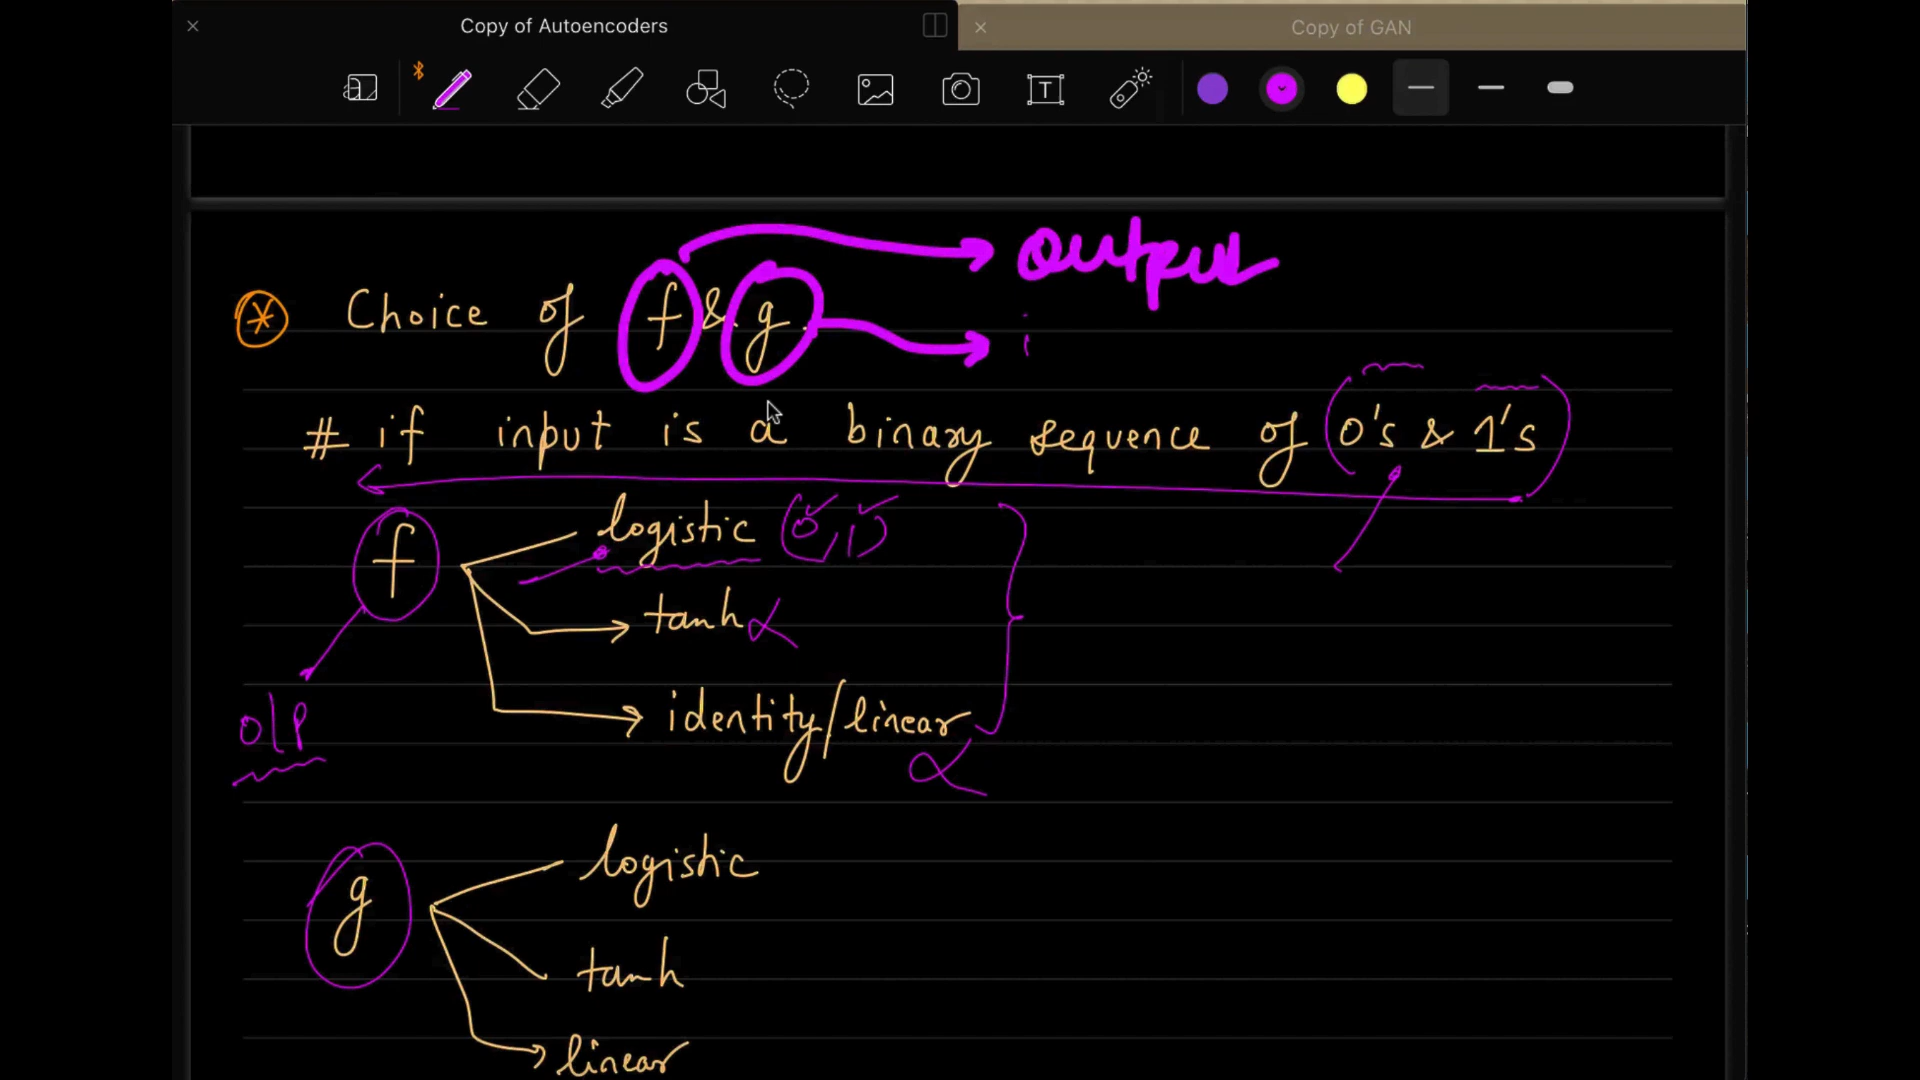 Copy of Autoencoders Copy of GAN
T
output
Choice of f & g.
i
# if input is a binary sequence of 0's & 1's
f logistic (0, 1)
tanh
O/P
identity/linear
g logistic
tanh
linear